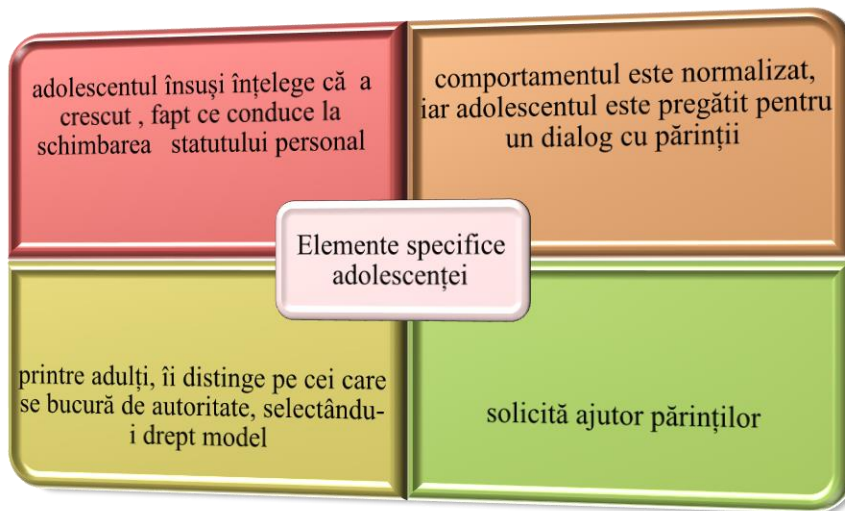 adolescentul însuși înțelege că a
crescut , fapt ce conduce la
schimbarea statutului personal
comportamentul este normalizat,
iar adolescentul este pregătit pentru
un dialog cu părinții
Elemente specifice
adolescenței
printre adulți, îi distinge pe cei care
se bucură de autoritate, selectându-
i drept model
solicită ajutor părinților